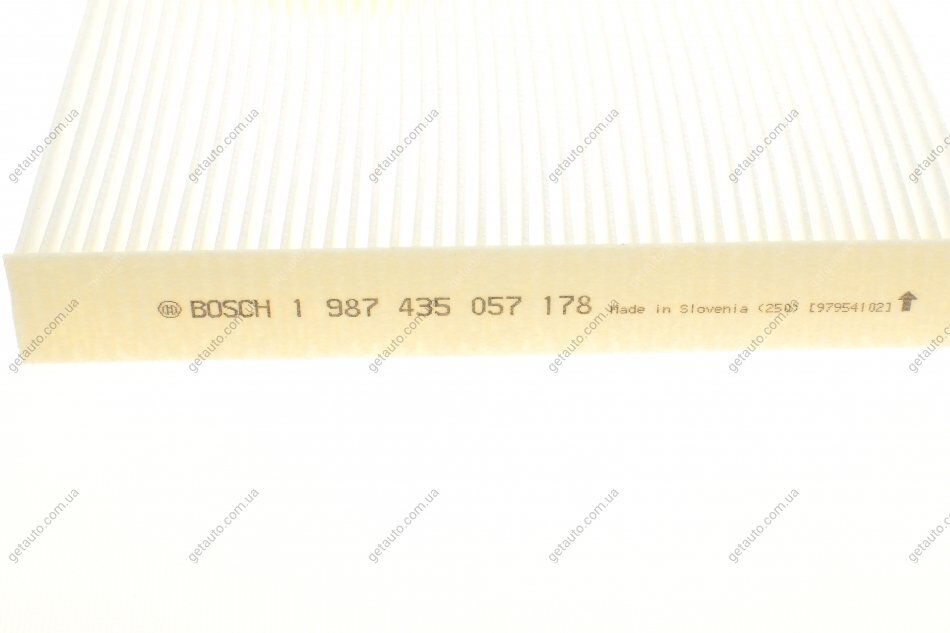 BOSCH 1 987 435 057 178 Made in Slovenia (250) [97954102]
getauto.com.ua